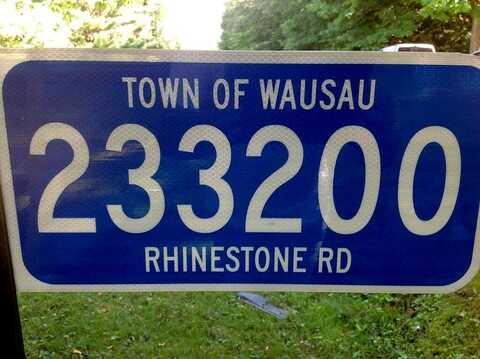 TOWN OF WAUSAU
233200
RHINESTONE RD